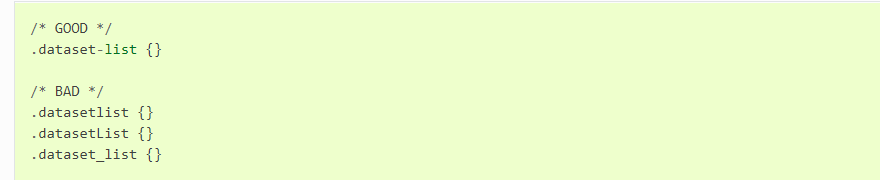 /* GOOD */
.dataset-list {}
/* BAD */
.datasetlist {}
.datasetList {}
.dataset_list {}